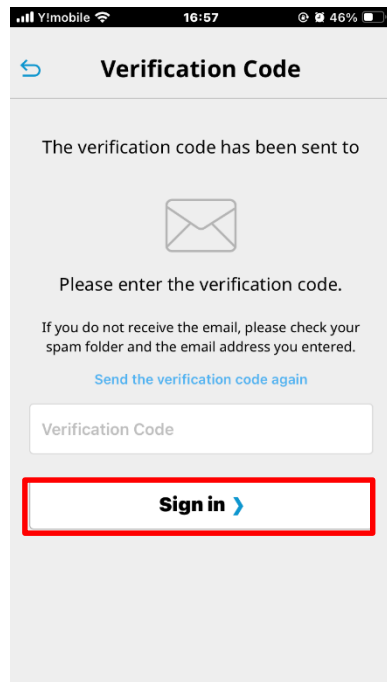 Y!mobile 16:57 46%
Verification Code
The verification code has been sent to
Please enter the verification code.
If you do not receive the email, please check your
spam folder and the email address you entered.
Send the verification code again
Verification Code
Sign in ❯